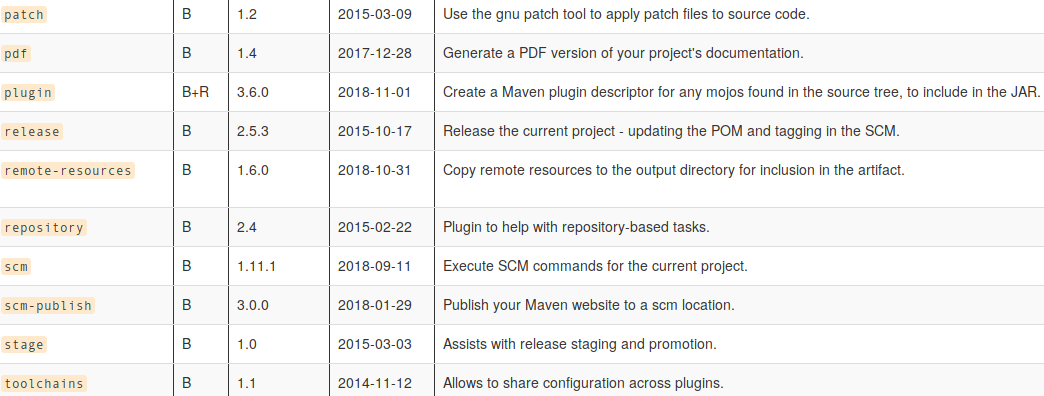 patch B 1.2 2015-03-09 Use the gnu patch tool to apply patch files to source code.
pdf B 1.4 2017-12-28 Generate a PDF version of your project's documentation.
plugin B+R 3.6.0 2018-11-01 Create a Maven plugin descriptor for any mojos found in the source tree, to include in the JAR.
release B 2.5.3 2015-10-17 Release the current project - updating the POM and tagging in the SCM.
remote-resources B 1.6.0 2018-10-31 Copy remote resources to the output directory for inclusion in the artifact.
repository B 2.4 2015-02-22 Plugin to help with repository-based tasks.
scm B 1.11.1 2018-09-11 Execute SCM commands for the current project.
scm-publish B 3.0.0 2018-01-29 Publish your Maven website to a scm location.
stage B 1.0 2015-03-03 Assists with release staging and promotion.
toolchains B 1.1 2014-11-12 Allows to share configuration across plugins.